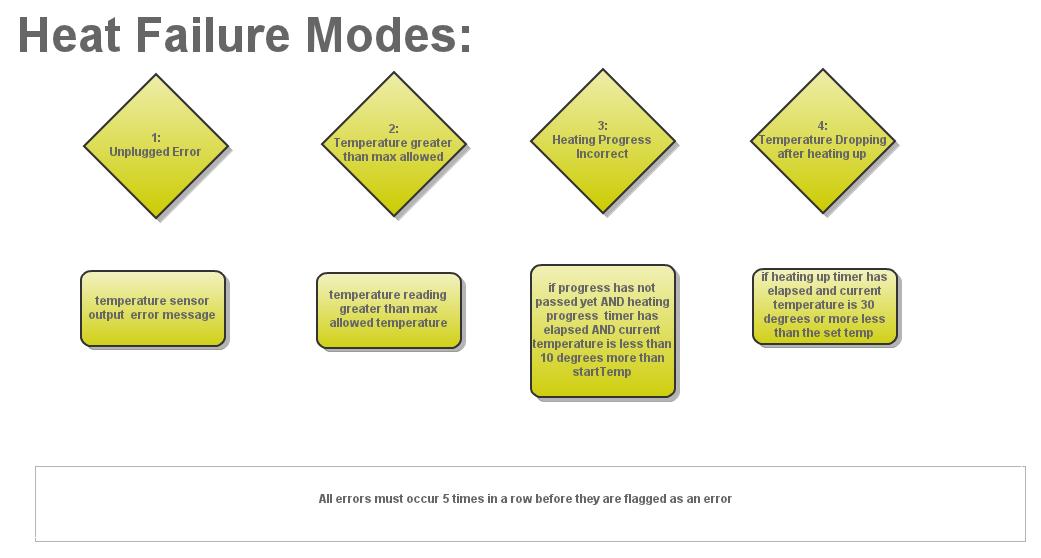 Heat Failure Modes:
1:
Unplugged Error
2:
Temperature greater
than max allowed
3:
Heating Progress
Incorrect
4:
Temperature Dropping
after heating up
temperature sensor
output error message
temperature reading
greater than max
allowed temperature
if progress has not
passed yet AND heating
progress timer has
elapsed AND current
temperature is less than
10 degrees more than
startTemp
if heating up timer has
elapsed and current
temperature is 30
degrees or more less
than the set temp
All errors must occur 5 times in a row before they are flagged as an error